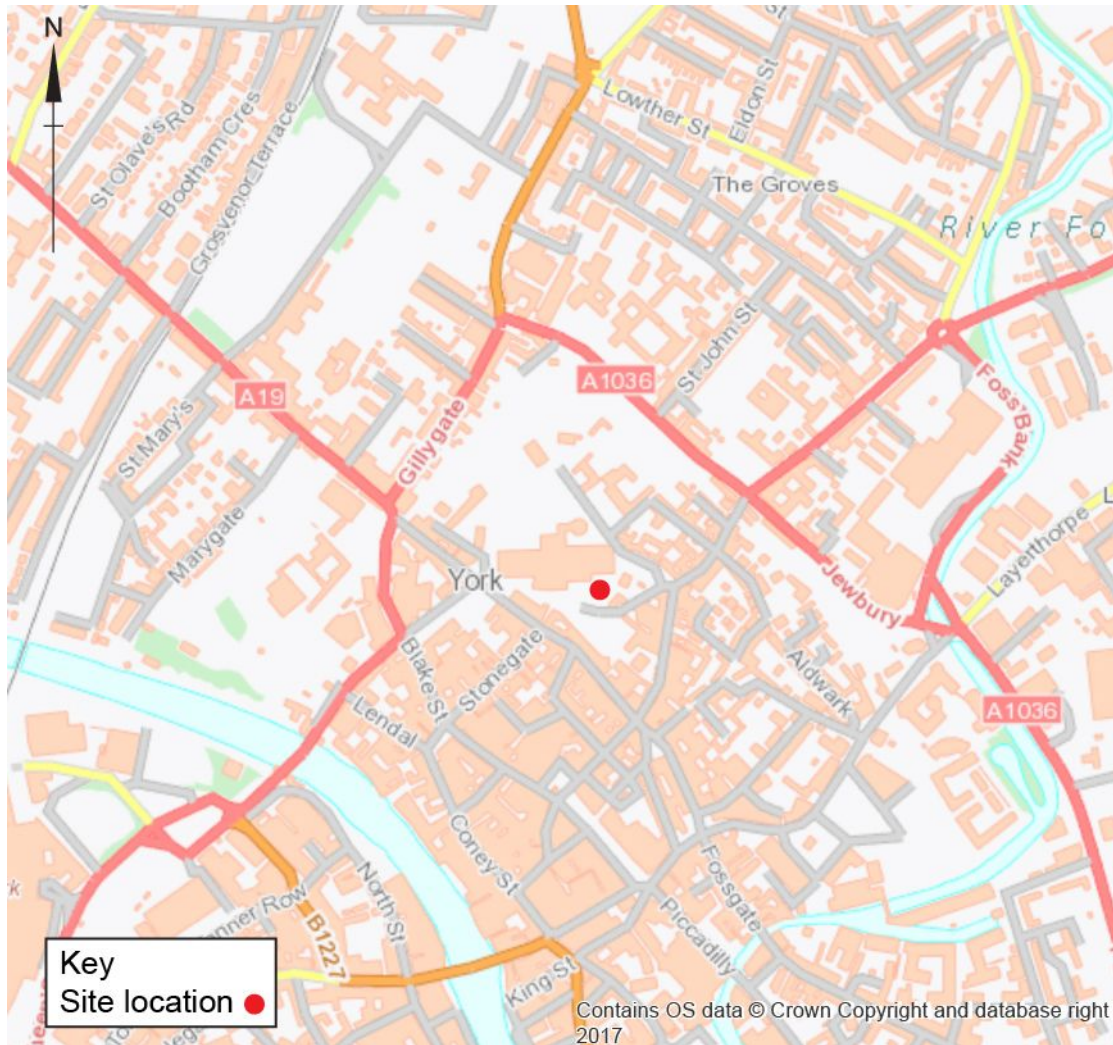 N
Lowther St
Eldon St
St Olave's Rd
Bootham Cres
Grosvenor Terrace
The Groves
River Fo
A19
A1036
St John St
Foss Bank
Gillygate
St Mary's
Marygate
Layerthorpe
York
Jewbury
Stonegate
Blake St
Aldwark
Lendal
A1036
Coney St
Fossgate
North St
Piccadilly
anner Row
B1227
King St
Key
Site location
Contains OS data © Crown Copyright and database right
2017